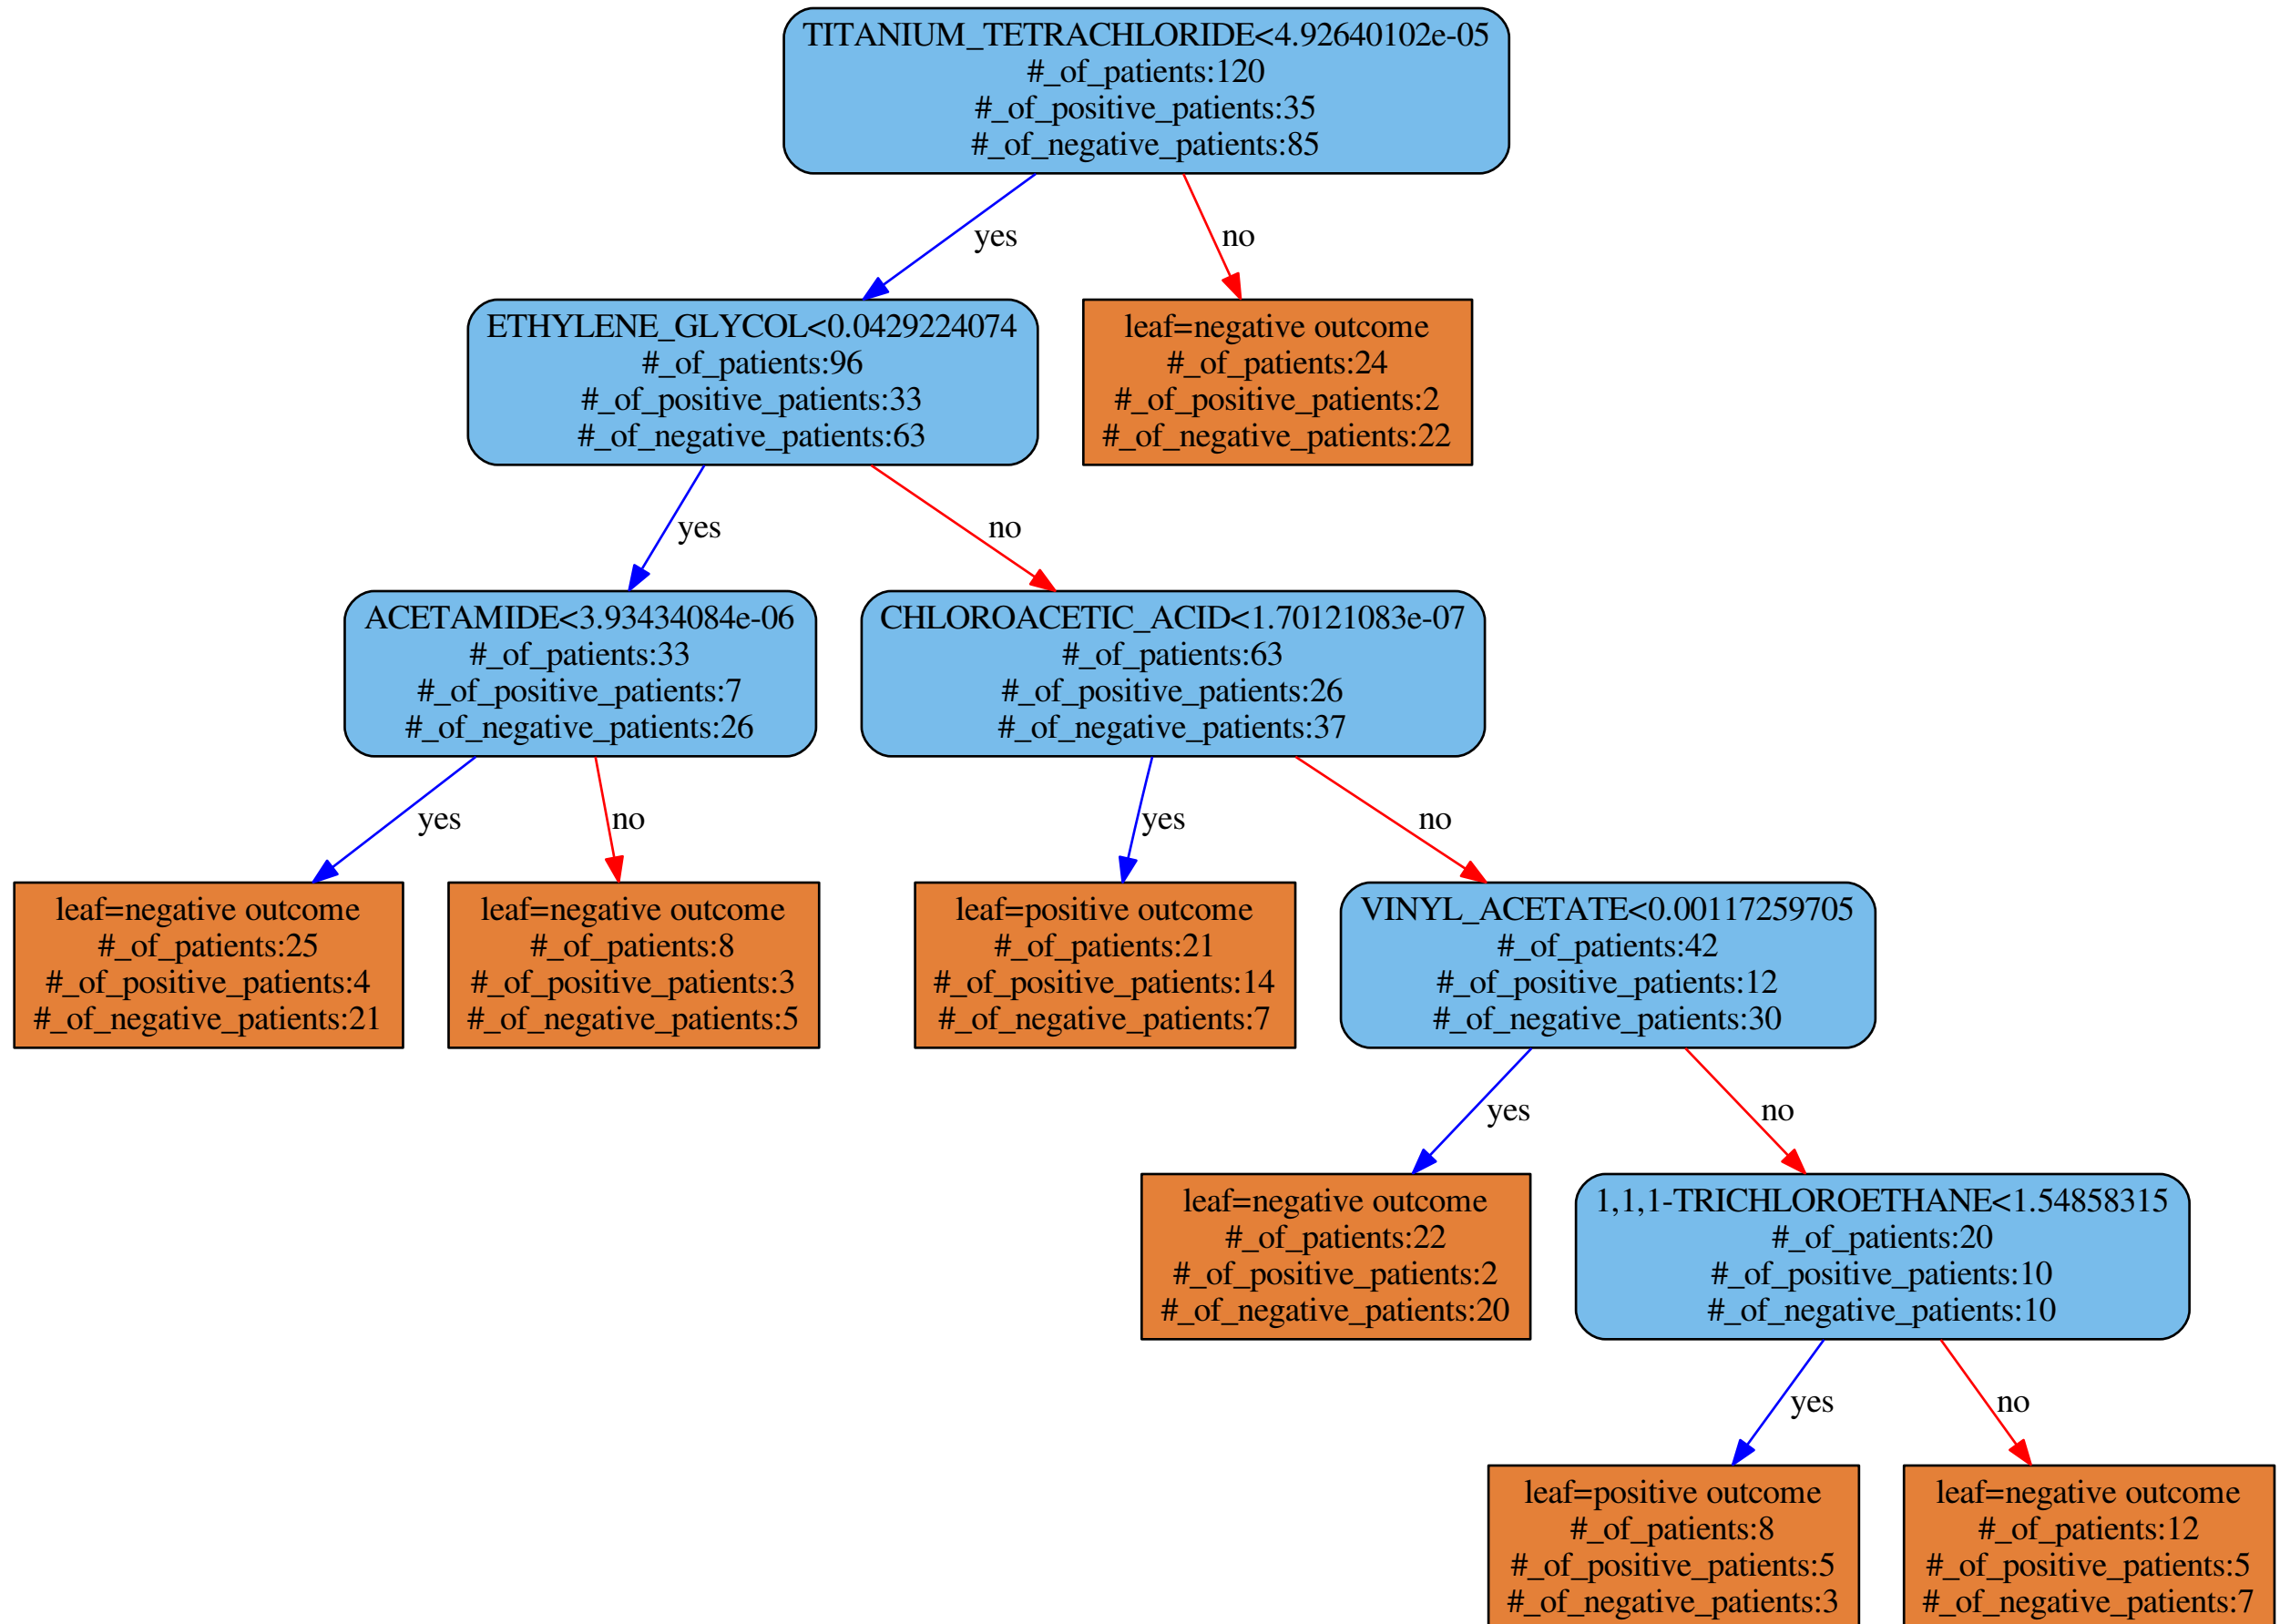 TITANIUM_TETRACHLORIDE<4.92640102e-05
#_of_patients:120
#_of_positive_patients:35
#_of_negative_patients:85
yes
no
ETHYLENE_GLYCOL<0.0429224074
#_of_patients:96
#_of_positive_patients:33
#_of_negative_patients:63
leaf=negative outcome
#_of_patients:24
#_of_positive_patients:2
#_of_negative_patients:22
yes
no
ACETAMIDE<3.93434084e-06
#_of_patients:33
#_of_positive_patients:7
#_of_negative_patients:26
CHLOROACETIC_ACID<1.70121083e-07
#_of_patients:63
#_of_positive_patients:26
#_of_negative_patients:37
yes
no
yes
no
leaf=negative outcome
#_of_patients:25
#_of_positive_patients:4
#_of_negative_patients:21
leaf=negative outcome
#_of_patients:8
#_of_positive_patients:3
#_of_negative_patients:5
leaf=positive outcome
#_of_patients:21
#_of_positive_patients:14
#_of_negative_patients:7
VINYL_ACETATE<0.00117259705
#_of_patients:42
#_of_positive_patients:12
#_of_negative_patients:30
yes
no
leaf=negative outcome
#_of_patients:22
#_of_positive_patients:2
#_of_negative_patients:20
1,1,1-TRICHLOROETHANE<1.54858315
#_of_patients:20
#_of_positive_patients:10
#_of_negative_patients:10
yes
no
leaf=positive outcome
#_of_patients:8
#_of_positive_patients:5
#_of_negative_patients:3
leaf=negative outcome
#_of_patients:12
#_of_positive_patients:5
#_of_negative_patients:7